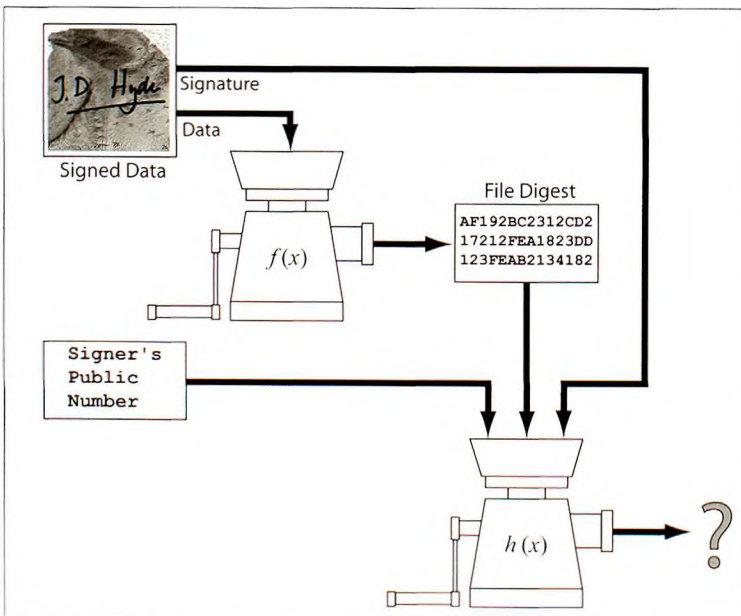 J.D. Hyde
Signature
Data
Signed Data
File Digest
AF192BC2312CD2
17212FEA1823DD
123FEAB2134182
f(x)
Signer's
Public
Number
h(x)
?